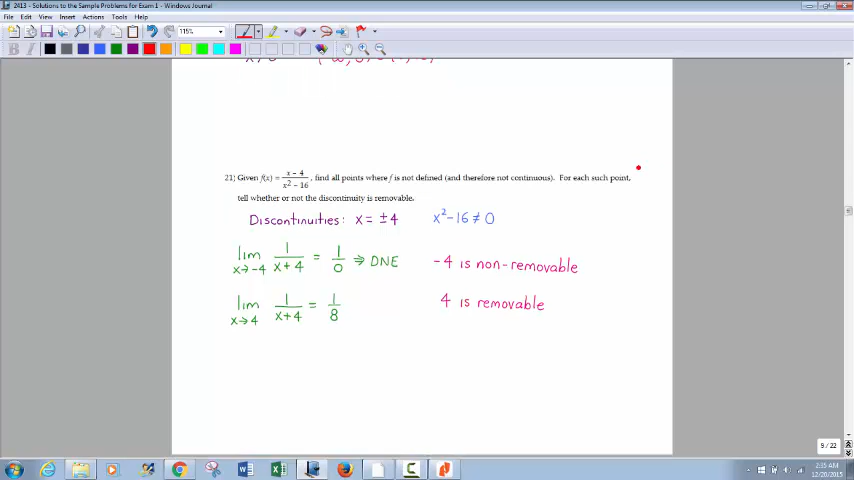 2413 - Solutions to the Sample Problems for Exam 1 - Windows Journal
File Edit View Insert Actions Tools Help
115%
B I
21) Given f(x) = x - 4 / x² - 16 , find all points where f is not defined (and therefore not continuous). For each such point,
tell whether or not the discontinuity is removable.
Discontinuities: x = ±4 x² - 16 ≠ 0
lim x→-4 1/x+4 = 1/0 ⇒ DNE -4 is non-removable
lim x→4 1/x+4 = 1/8 4 is removable
9 / 22
2:35 AM
12/20/2015